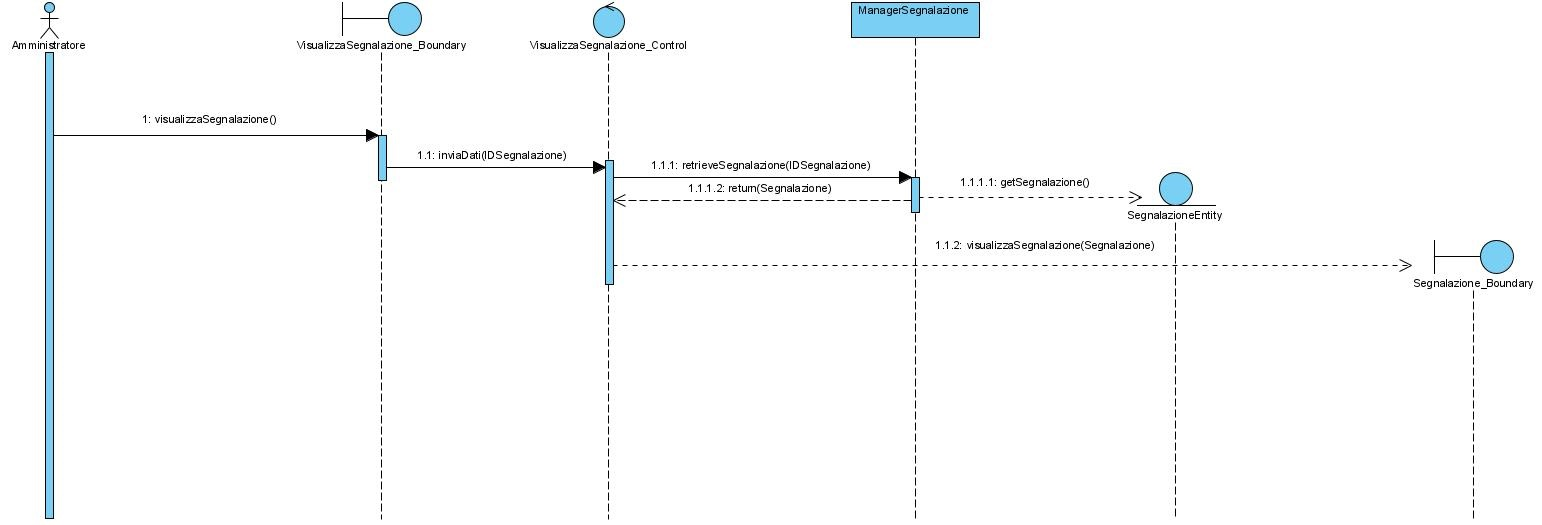 Amministratore
VisualizzaSegnalazione_Boundary
VisualizzaSegnalazione_Control
ManagerSegnalazione
1: visualizzaSegnalazione()
1.1: inviaDati(IDSegnalazione)
1.1.1: retrieveSegnalazione(IDSegnalazione)
1.1.1.1: getSegnalazione()
1.1.1.2: return(Segnalazione)
SegnalazioneEntity
1.1.2: visualizzaSegnalazione(Segnalazione)
Segnalazione_Boundary